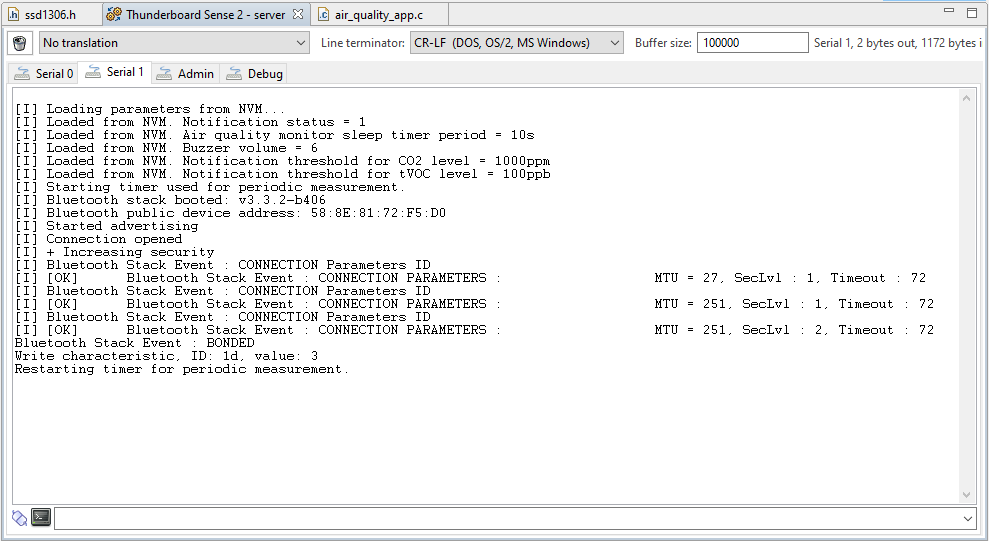 ssd1306.h Thunderboard Sense 2 - server air_quality_app.c
No translation Line terminator: CR-LF (DOS, OS/2, MS Windows) Buffer size: 100000 Serial 1, 2 bytes out, 1172 bytes i
Serial 0 Serial 1 Admin Debug
[I] Loading parameters from NVM...
[I] Loaded from NVM. Notification status = 1
[I] Loaded from NVM. Air quality monitor sleep timer period = 10s
[I] Loaded from NVM. Buzzer volume = 6
[I] Loaded from NVM. Notification threshold for CO2 level = 1000ppm
[I] Loaded from NVM. Notification threshold for tVOC level = 100ppb
[I] Starting timer used for periodic measurement.
[I] Bluetooth stack booted: v3.3.2-b406
[I] Bluetooth public device address: 58:8E:81:72:F5:D0
[I] Started advertising
[I] Connection opened
[I] + Increasing security
[I] Bluetooth Stack Event : CONNECTION Parameters ID
[I] [OK] Bluetooth Stack Event : CONNECTION PARAMETERS : MTU = 27, SecLvl : 1, Timeout : 72
[I] Bluetooth Stack Event : CONNECTION Parameters ID
[I] [OK] Bluetooth Stack Event : CONNECTION PARAMETERS : MTU = 251, SecLvl : 1, Timeout : 72
[I] Bluetooth Stack Event : CONNECTION Parameters ID
[I] [OK] Bluetooth Stack Event : CONNECTION PARAMETERS : MTU = 251, SecLvl : 2, Timeout : 72
Bluetooth Stack Event : BONDED
Write characteristic, ID: 1d, value: 3
Restarting timer for periodic measurement.